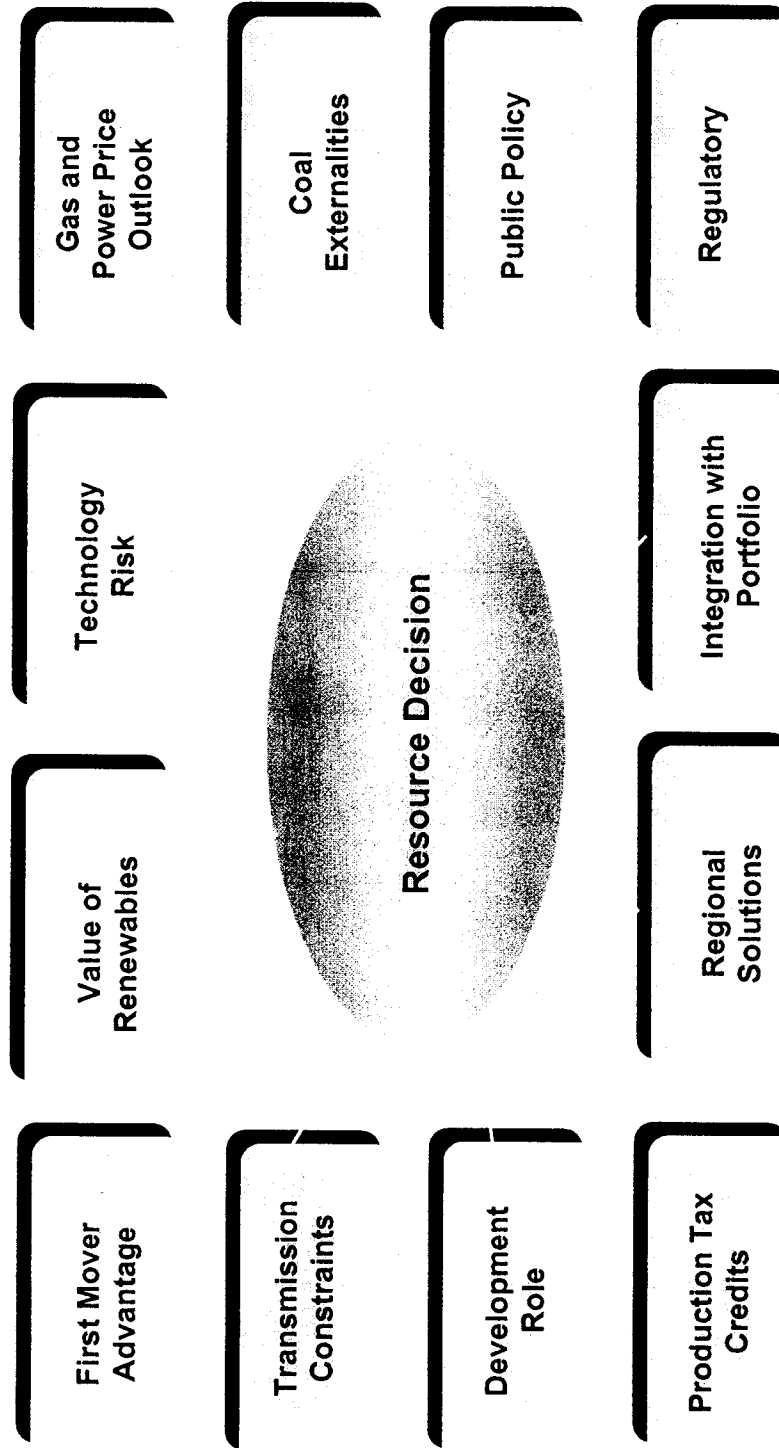 First Mover
Advantage
Value of
Renewables
Technology
Risk
Gas and
Power Price
Outlook
Transmission
Constraints
Coal
Externalities
Resource Decision
Development
Role
Public Policy
Production Tax
Credits
Regional
Solutions
Integration with
Portfolio
Regulatory